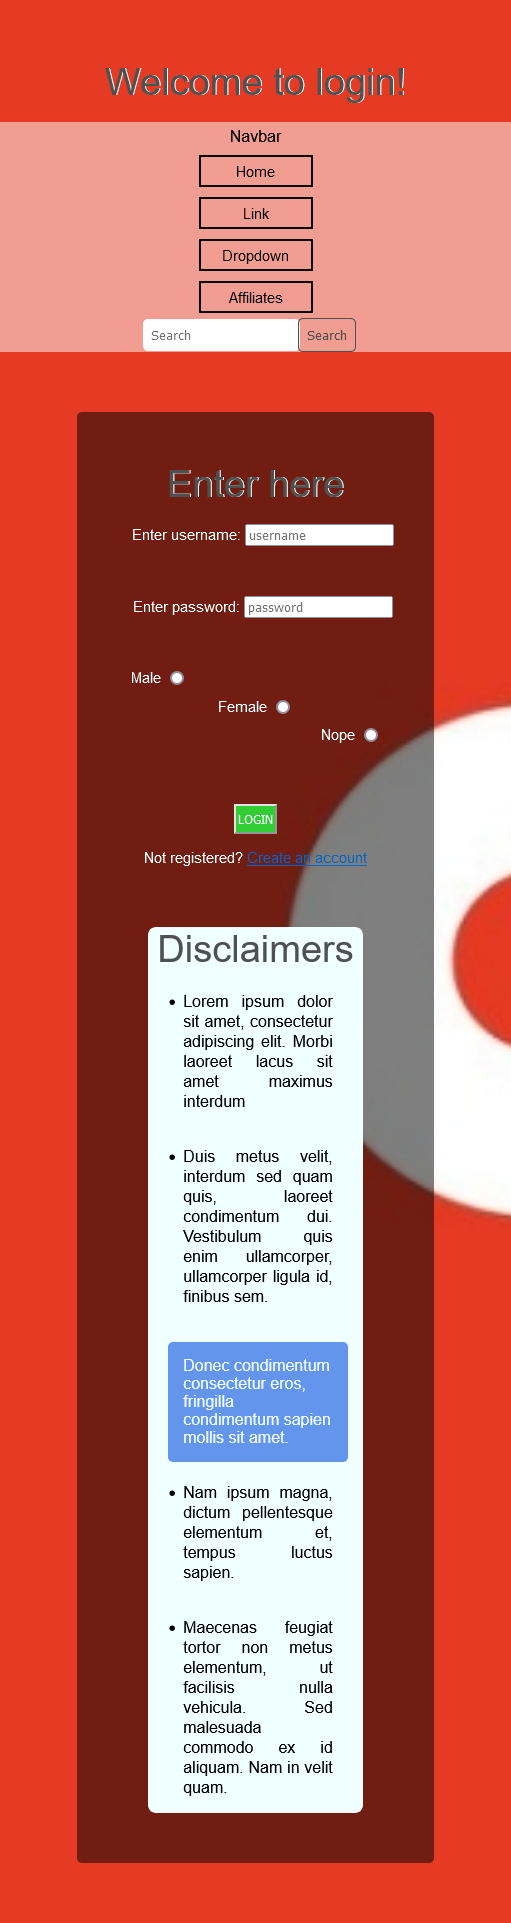 Welcome to login!
Navbar
Home
Link
Dropdown
Affiliates
Search Search
Enter here
Enter username: username
Enter password: password
Male
Female
Nope
LOGIN
Not registered? Create an account
Disclaimers
• Lorem ipsum dolor
sit amet, consectetur
adipiscing elit. Morbi
laoreet lacus sit
amet maximus
interdum
• Duis metus velit,
interdum sed quam
quis, laoreet
condimentum dui.
Vestibulum quis
enim ullamcorper,
ullamcorper ligula id,
finibus sem.
Donec condimentum
consectetur eros,
fringilla
condimentum sapien
mollis sit amet.
• Nam ipsum magna,
dictum pellentesque
elementum et,
tempus luctus
sapien.
• Maecenas feugiat
tortor non metus
elementum, ut
facilisis nulla
vehicula. Sed
malesuada
commodo ex id
aliquam. Nam in velit
quam.